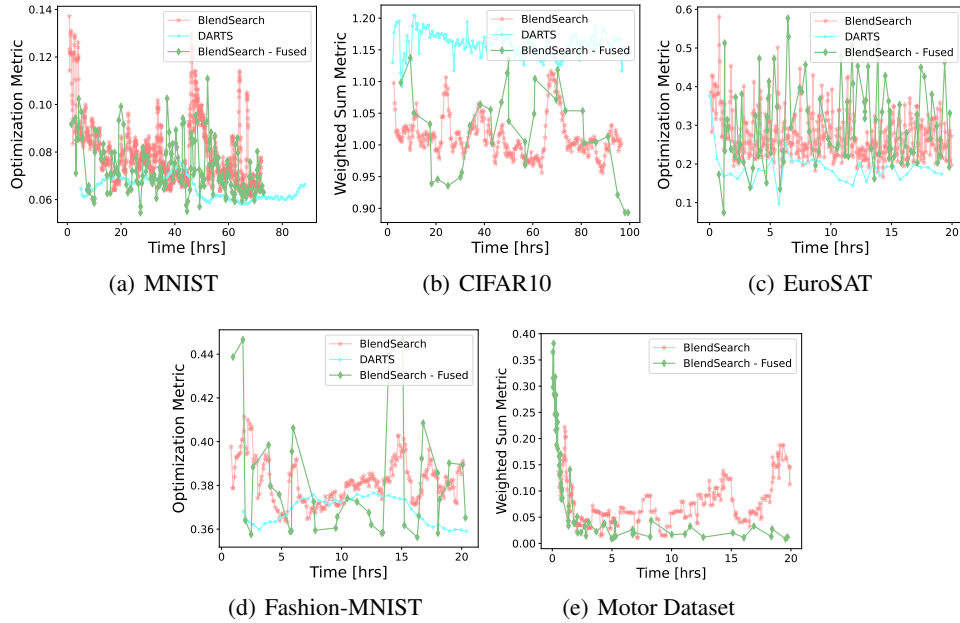 BlendSearch
DARTS
BlendSearch - Fused
Optimization Metric
0.14
0.12
0.10
0.08
0.06
0 20 40 60 80
Time [hrs]
(a) MNIST
BlendSearch
DARTS
BlendSearch - Fused
Weighted Sum Metric
1.20
1.15
1.10
1.05
1.00
0.95
0.90
0 20 40 60 80 100
Time [hrs]
(b) CIFAR10
BlendSearch
DARTS
BlendSearch - Fused
Optimization Metric
0.6
0.5
0.4
0.3
0.2
0.1
0 5 10 15 20
Time [hrs]
(c) EuroSAT
BlendSearch
DARTS
BlendSearch - Fused
Optimization Metric
0.44
0.42
0.40
0.38
0.36
0 5 10 15 20
Time [hrs]
(d) Fashion-MNIST
BlendSearch
BlendSearch - Fused
Weighted Sum Metric
0.40
0.35
0.30
0.25
0.20
0.15
0.10
0.05
0.00
0 5 10 15 20
Time [hrs]
(e) Motor Dataset